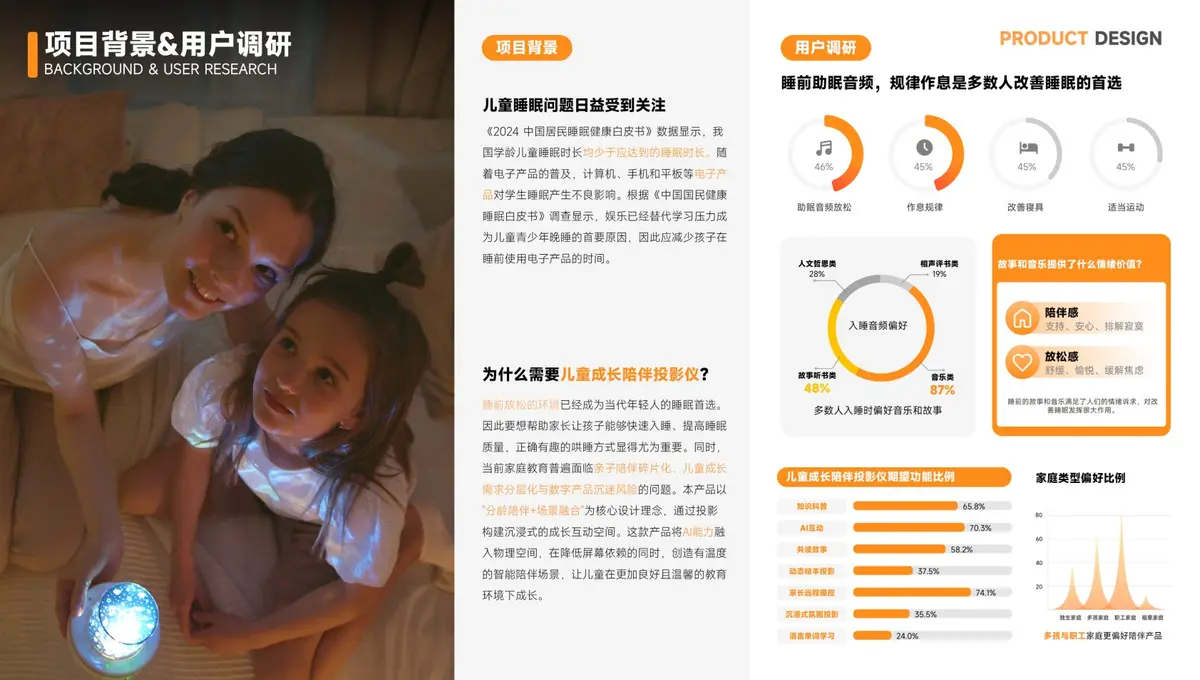 项目背景&用户调研
BACKGROUND & USER RESEARCH
项目背景
儿童睡眠问题日益受到关注
《2024 中国居民睡眠健康白皮书》数据显示，我
国学龄儿童睡眠时长均少于应达到的睡眠时长。随
着电子产品的普及，计算机、手机和平板等电子产
品对学生睡眠产生不良影响。根据《中国国民健康
睡眠白皮书》调查显示，娱乐已经替代学习压力成
为儿童青少年晚睡的首要原因，因此应减少孩子在
睡前使用电子产品的时间。
为什么需要儿童成长陪伴投影仪？
睡前放松的环境已经成为当代年轻人的睡眠首选。
因此要想帮助家长让孩子能够快速入睡、提高睡眠
质量，正确有趣的哄睡方式显得尤为重要。同时，
当前家庭教育普遍面临亲子陪伴碎片化、儿童成长
需求分层化与数字产品沉迷风险的问题。本产品以
"分龄陪伴+场景融合"为核心设计理念，通过投影
构建沉浸式的成长互动空间。这款产品将AI能力融
入物理空间，在降低屏幕依赖的同时，创造有温度
的智能陪伴场景，让儿童在更加良好且温馨的教育
环境下成长。
用户调研
PRODUCT DESIGN
睡前助眠音频，规律作息是多数人改善睡眠的首选
46%
45%
45%
45%
助眠音频放松
作息规律
改善寝具
适当运动
人文哲思类
28%
相声评书类
19%
入睡音频偏好
故事听书类
48%
音乐类
87%
多数人入睡时偏好音乐和故事
故事和音乐提供了什么情绪价值？
陪伴感
支持、安心、排解寂寞
放松感
舒缓、愉悦、缓解焦虑
睡前的故事和音乐满足了人们的情绪诉求，对改
善睡眠发挥很大作用。
儿童成长陪伴投影仪期望功能比例
知识科普
65.8%
AI互动
70.3%
共读故事
58.2%
动态绘本投影
37.5%
家长远程操控
74.1%
沉浸式氛围投影
35.5%
语言单词学习
24.0%
家庭类型偏好比例
80
60
40
20
独生家庭
多孩家庭
职工家庭
祖辈家庭
多孩与职工家庭更偏好陪伴产品